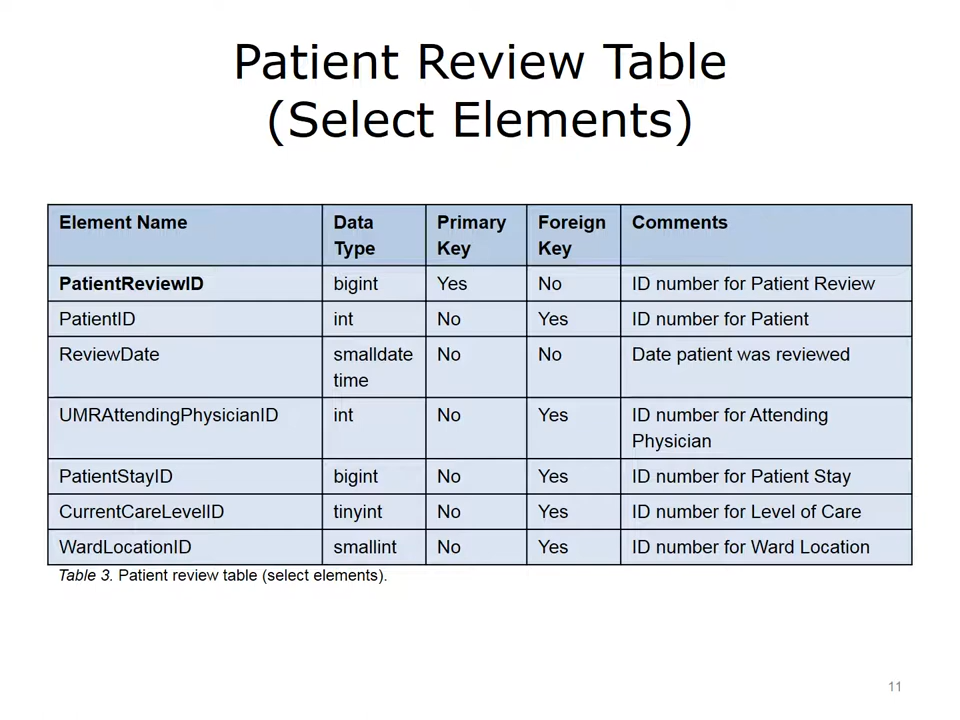 Patient Review Table
(Select Elements)
Element Name Data Type Primary Key Foreign Key Comments
PatientReviewID bigint Yes No ID number for Patient Review
PatientID int No Yes ID number for Patient
ReviewDate smalldate time No No Date patient was reviewed
UMRAttendingPhysicianID int No Yes ID number for Attending Physician
PatientStayID bigint No Yes ID number for Patient Stay
CurrentCareLevelID tinyint No Yes ID number for Level of Care
WardLocationID smallint No Yes ID number for Ward Location
Table 3. Patient review table (select elements).
11